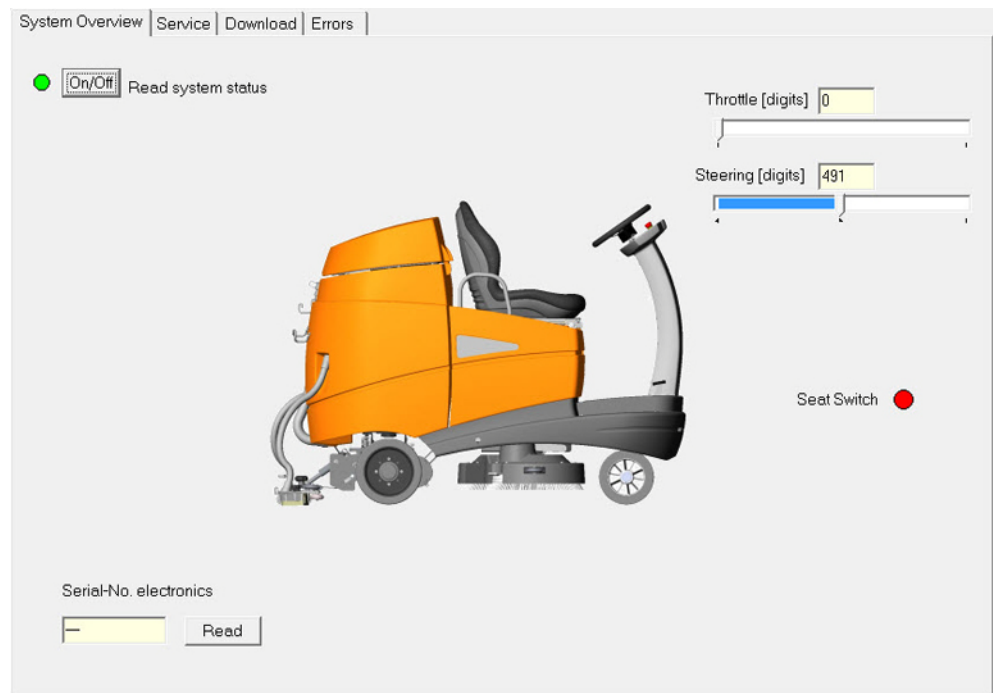 System Overview Service Download Errors
On/Off Read system status
Throttle [digits] 0
Steering [digits] 491
Seat Switch
Serial-No. electronics
— Read